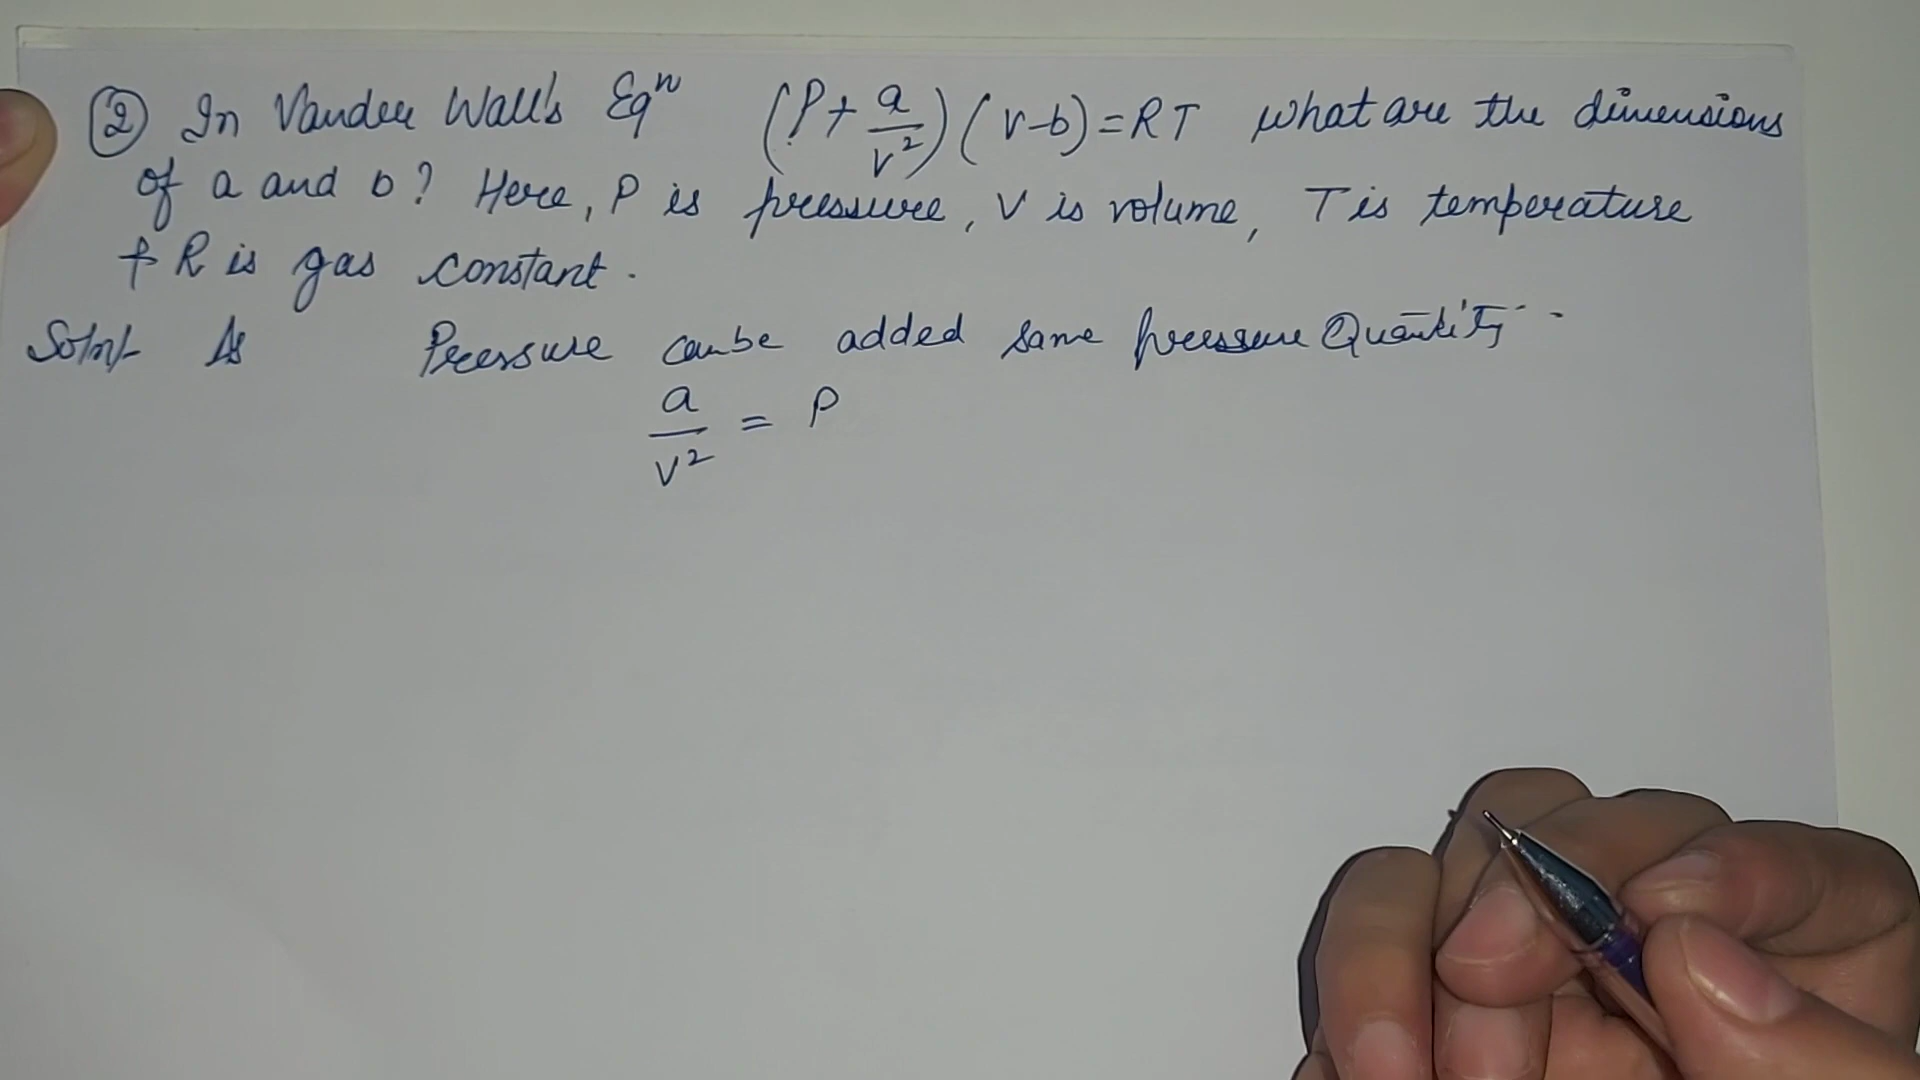 ② In Vander Wall's Eqⁿ (P + a/v²)(v-b) = RT what are the dimensions
of a and b? Here, P is pressure, V is volume, T is temperature
+ R is gas constant.
Soln/- As Pressure can be added same pressure Quantity
a/v² = P